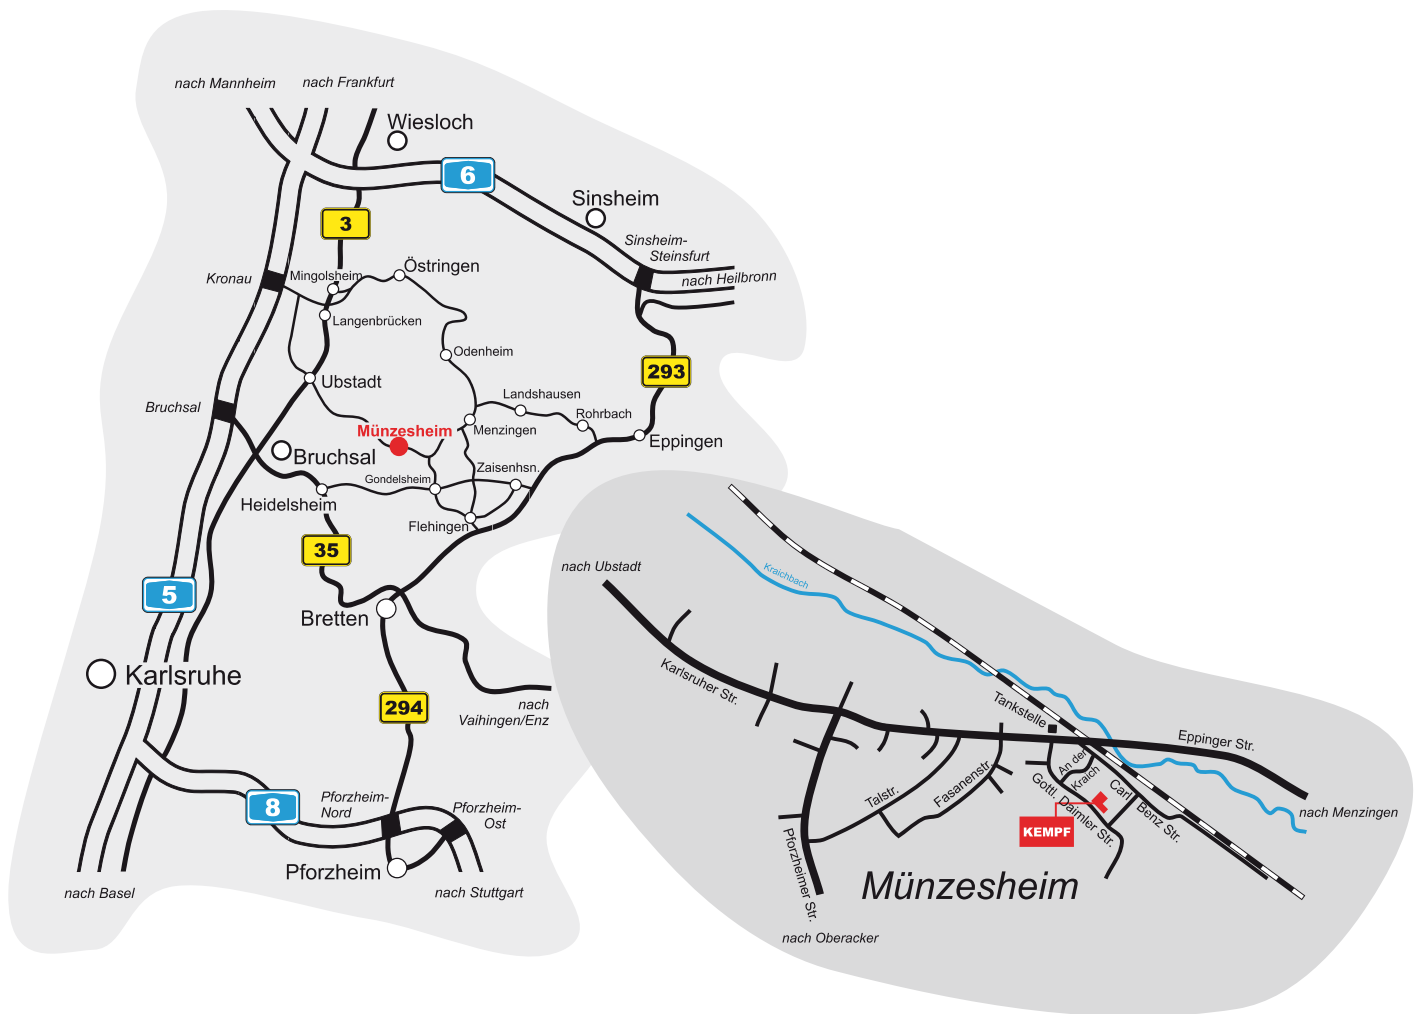 nach Mannheim
nach Frankfurt
Wiesloch
6
Sinsheim
3
Sinsheim-
Steinsfurt
nach Heilbronn
Kronau
Mingolsheim
Östringen
Langenbrücken
Odenheim
293
Ubstadt
Landshausen
Bruchsal
Rohrbach
Münzesheim
Menzingen
Eppingen
Bruchsal
Zaisenhsn.
Gondelsheim
Heidelsheim
Flehingen
35
5
Bretten
Karlsruhe
294
nach
Vaihingen/Enz
8
Pforzheim-
Nord
Pforzheim-
Ost
Pforzheim
nach Basel
nach Stuttgart
nach Ubstadt
Kraichbach
Karlsruher Str.
Tankstelle
Eppinger Str.
An der
Kraich
Talstr.
Fasanenstr.
Gottl. Daimler Str.
Carl Benz Str.
nach Menzingen
KEMPF
Pforzheimer Str.
Münzesheim
nach Oberacker